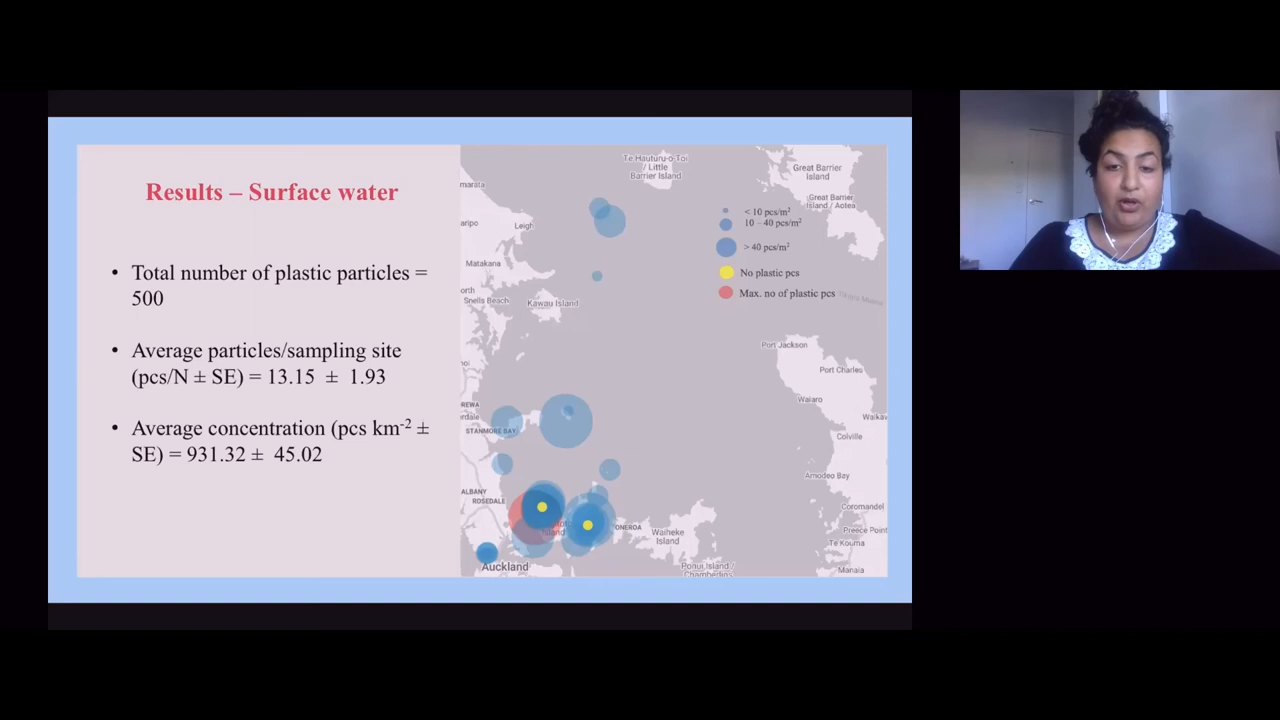 Results – Surface water
• Total number of plastic particles =
500
• Average particles/sampling site
(pcs/N ± SE) = 13.15 ± 1.93
• Average concentration (pcs km-2 ±
SE) = 931.32 ± 45.02
Te Hauturu-o-Toi
/ Little
Barrier Island
Great Barrier
Island
Great Barrier
Island / Aotea
marata
aripo
Leigh
< 10 pcs/m2
10 – 40 pcs/m2
> 40 pcs/m2
No plastic pcs
Max. no of plastic pcs
Matakana
orth
Snells Beach
Kawau Island
Port Jackson
Port Charles
Waiaro
REWA
rdale
STANMORE BAY
Waikaw
Colville
Amodeo Bay
ALBANY
ROSEDALE
Coromandel
ONEROA
Waiheke
Island
Preece Point
Te Kouma
Auckland
Ponui Island /
Chamberlins
Manaia